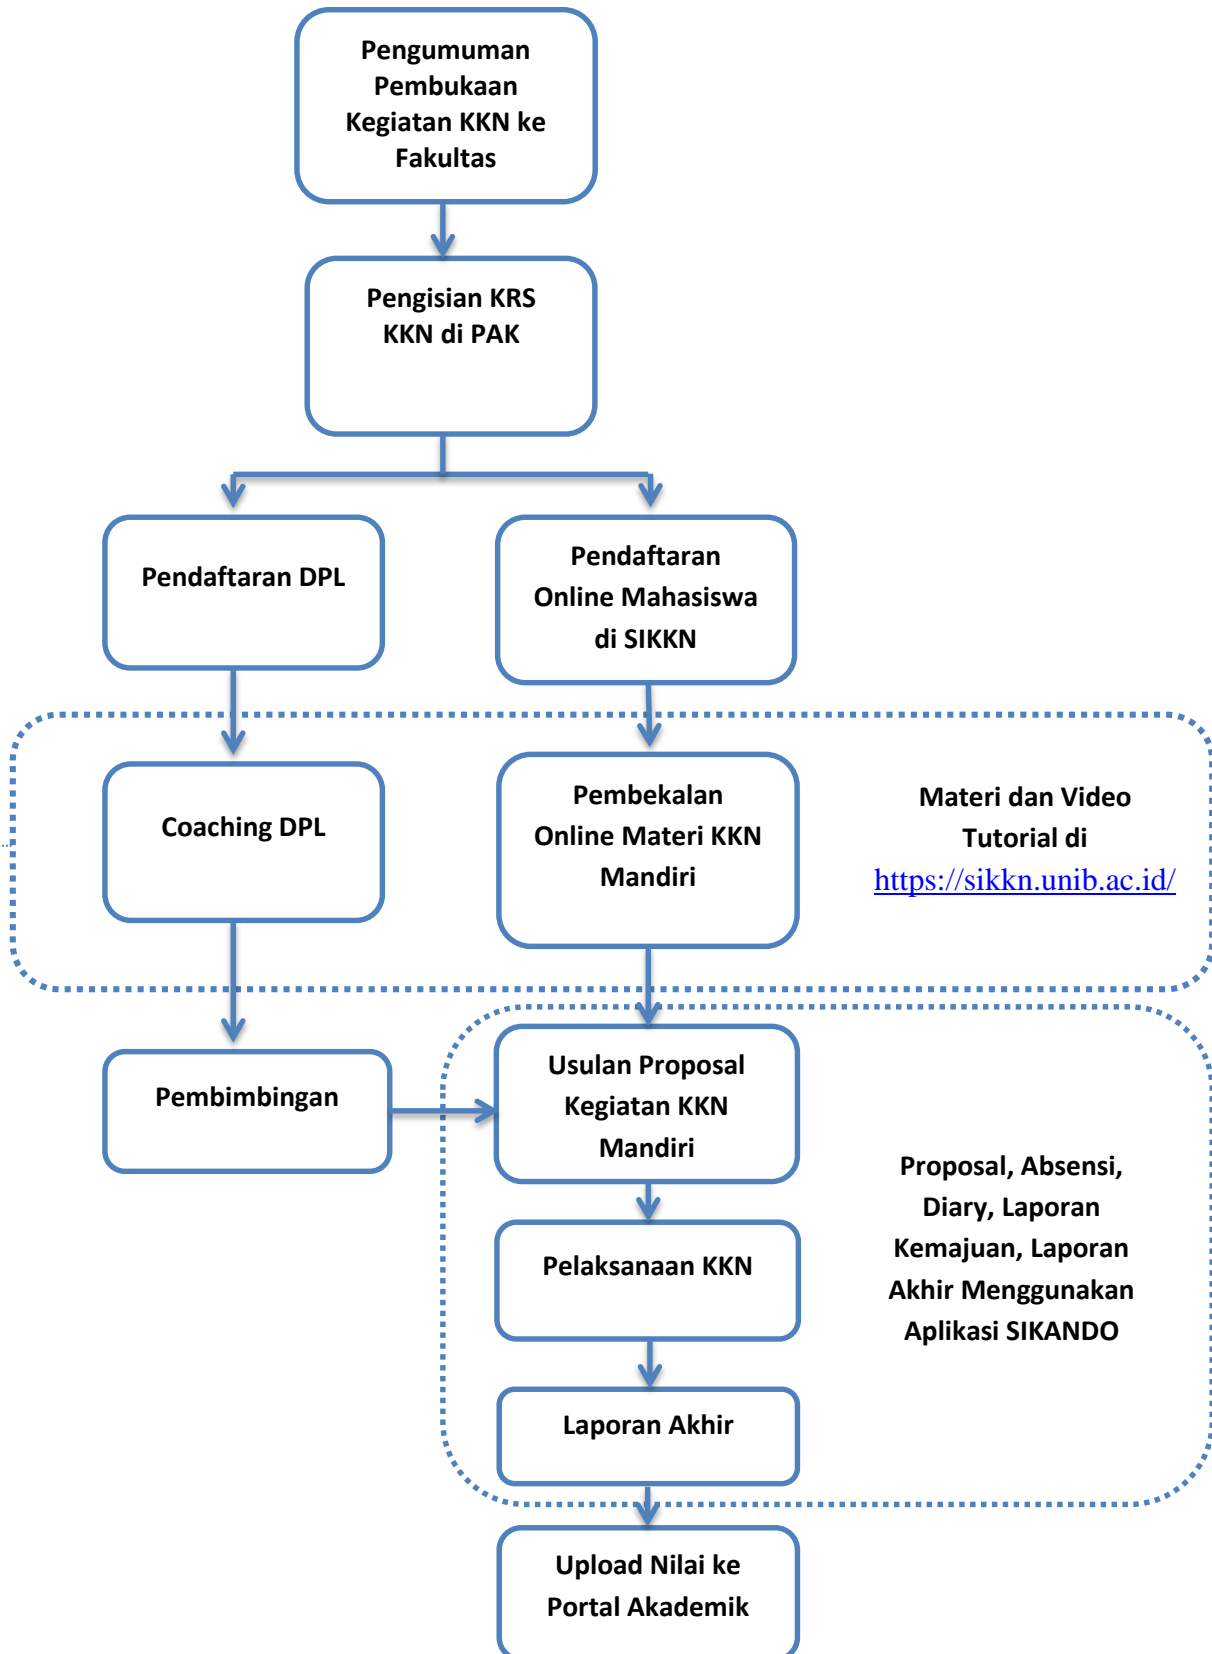 Pengumuman
Pembukaan
Kegiatan KKN ke
Fakultas
Pengisian KRS
KKN di PAK
Pendaftaran DPL
Pendaftaran
Online Mahasiswa
di SIKKN
Coaching DPL
Pembekalan
Online Materi KKN
Mandiri
Materi dan Video
Tutorial di
https://sikkn.unib.ac.id/
Pembimbingan
Usulan Proposal
Kegiatan KKN
Mandiri
Pelaksanaan KKN
Proposal, Absensi,
Diary, Laporan
Kemajuan, Laporan
Akhir Menggunakan
Aplikasi SIKANDO
Laporan Akhir
Upload Nilai ke
Portal Akademik